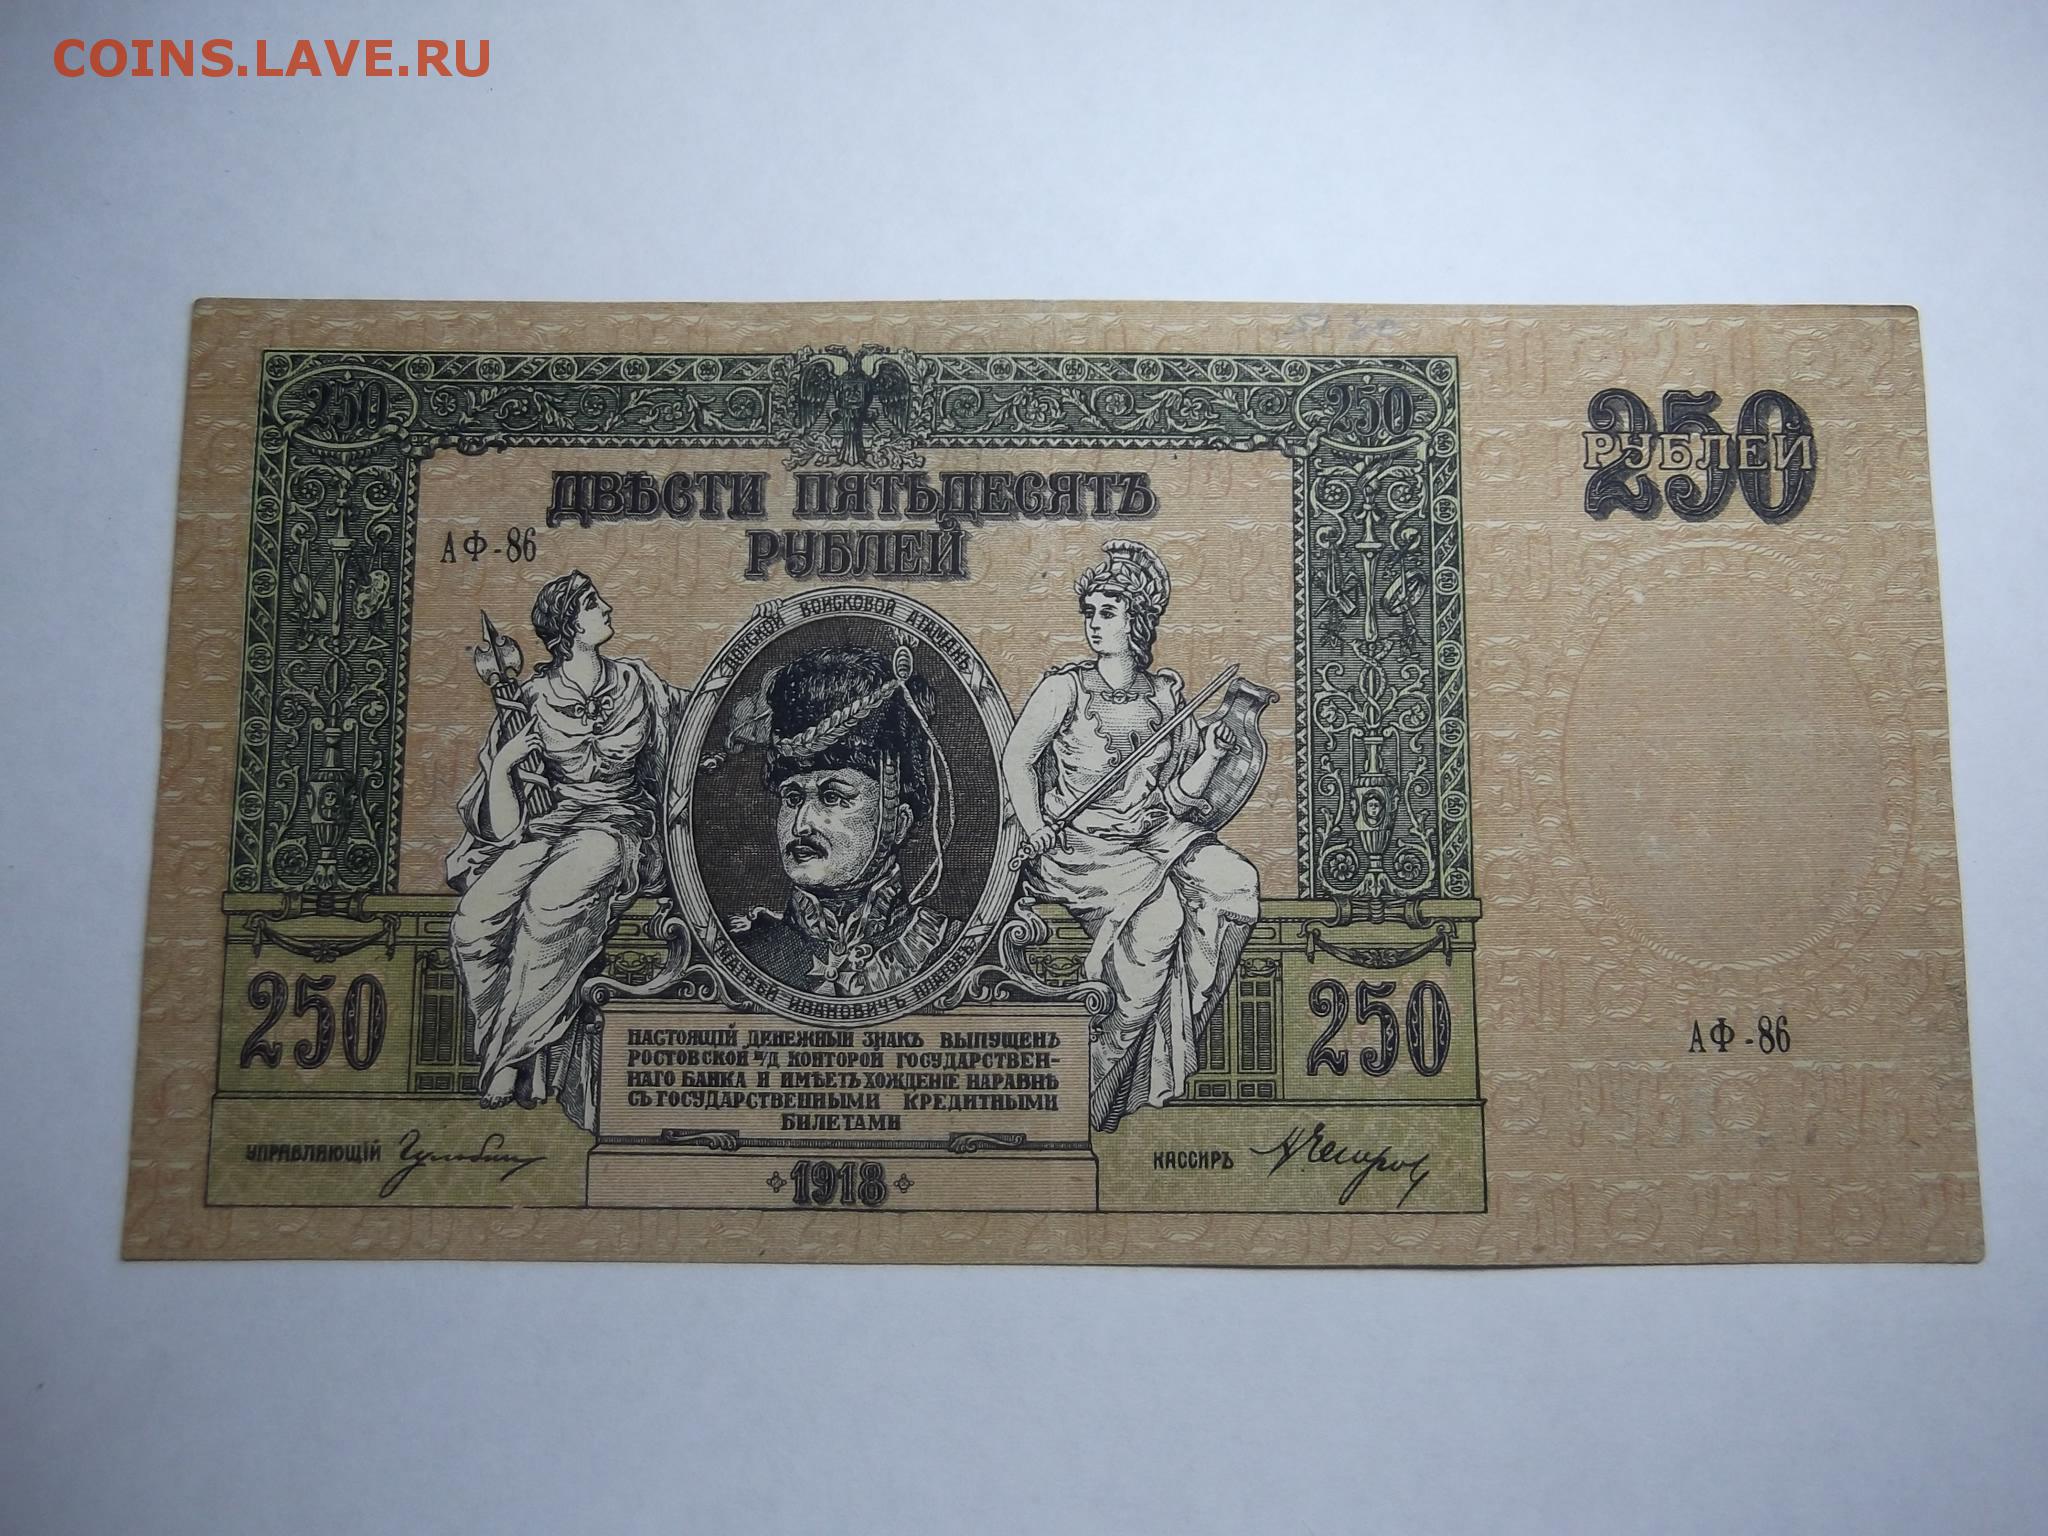 COINS.LAVE.RU
250
250
ДВѢСТИ ПЯТЬДЕСЯТЪ
РУБЛЕЙ
АФ-86
250
РУБЛЕЙ
ДОНСКОЙ ВОЙСКОВОЙ АТАМАНЪ
МАТВѢЙ ИВАНОВИЧЪ ПЛАТОВЪ
250
250
НАСТОЯЩІЙ ДЕНЕЖНЫЙ ЗНАКЪ ВЫПУЩЕНЪ
РОСТОВСКОЙ Н/Д КОНТОРОЙ ГОСУДАРСТВЕН-
НАГО БАНКА И ИМѢЕТЪ ХОЖДЕНІЕ НАРАВНѢ
СЪ ГОСУДАРСТВЕННЫМИ КРЕДИТНЫМИ
БИЛЕТАМИ
АФ-86
УПРАВЛЯЮЩІЙ
КАССИРЪ
1918